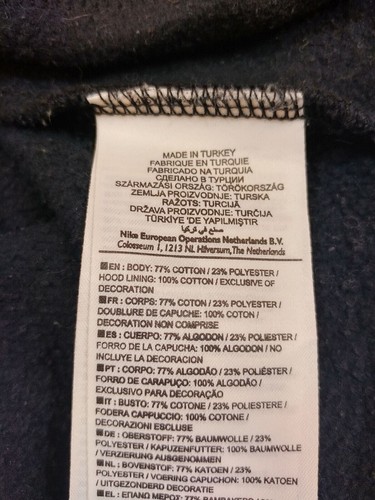 MADE IN TURKEY
FABRIQUE EN TURQUIE
FABRICADO NA TURQUIA
СДЕЛАНО В ТУРЦИИ
SZÁRMAZÁSI ORSZÁG: TÖRÖKORSZÁG
ZEMLJA PROIZVODNJE: TURSKA
RAŽOTS: TURCIJĀ
DRŽAVA PROIZVODNJE: TURČIJA
TÜRKİYE 'DE YAPILMIŞTIR
صنع في تركيا
Nike European Operations Netherlands B.V.
Colosseum 1, 1213 NL Hilversum, The Netherlands
EN : BODY: 77% COTTON / 23% POLYESTER /
HOOD LINING: 100% COTTON / EXCLUSIVE OF
DECORATION
FR : CORPS: 77% COTON / 23% POLYESTER /
DOUBLURE DE CAPUCHE: 100% COTON /
DECORATION NON COMPRISE
ES : CUERPO: 77% ALGODON / 23% POLIESTER /
FORRO DE LA CAPUCHA: 100% ALGODON / NO
INCLUYE LA DECORACION
PT : CORPO: 77% ALGODÃO / 23% POLIÉSTER /
FORRO DE CARAPUÇO: 100% ALGODÃO /
EXCLUSIVO PARA DECORAÇÃO
IT : BUSTO: 77% COTONE / 23% POLIESTERE /
FODERA CAPPUCCIO: 100% COTONE /
DECORAZIONI ESCLUSE
DE : OBERSTOFF: 77% BAUMWOLLE / 23%
POLYESTER / KAPUZENFUTTER: 100% BAUMWOLLE
/ VERZIERUNG AUSGENOMMEN
NL : BOVENSTOF: 77% KATOEN / 23%
POLYESTER / VOERING CAPUCHON: 100% KATOEN
/ UITGEZONDERD DECORATIE
EL : ΕΠΑΝΩ ΜΕΡΟΣ: 77%